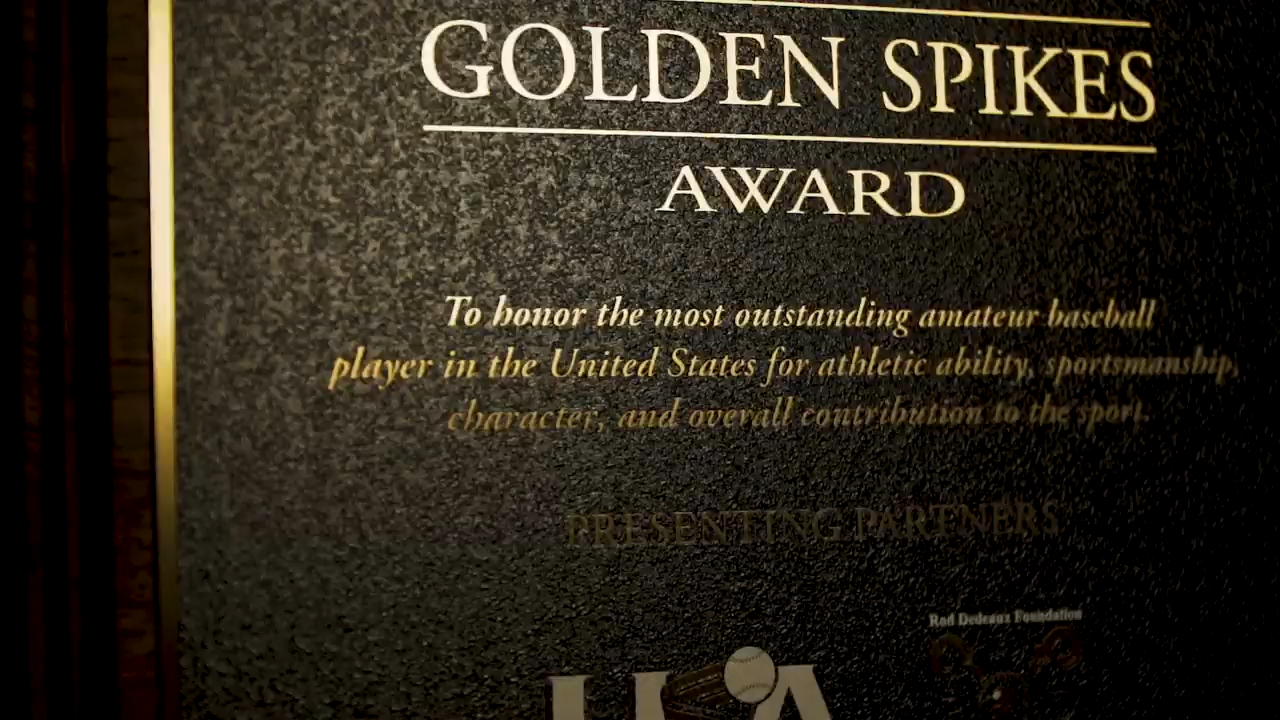 GOLDEN SPIKES
AWARD
To honor the most outstanding amateur baseball
player in the United States for athletic ability, sportsmanship,
character, and overall contribution to the sport.
PRESENTING PARTNERS
Rod Dedeaux Foundation
USA